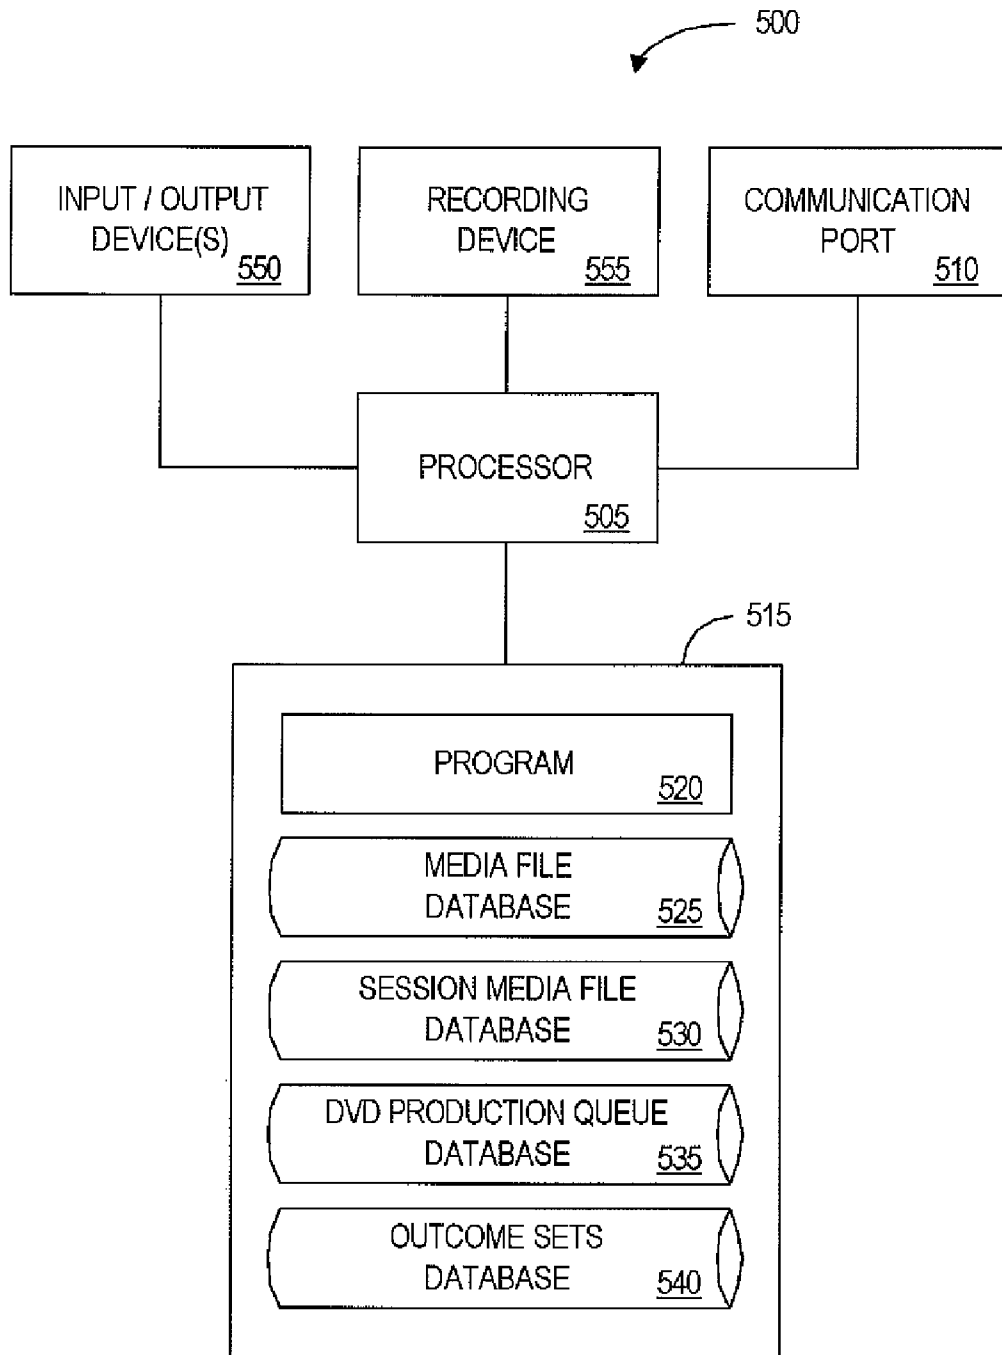 500
INPUT / OUTPUT
DEVICE(S)
550
RECORDING
DEVICE
555
COMMUNICATION
PORT
510
PROCESSOR
505
515
PROGRAM
520
MEDIA FILE
DATABASE
525
SESSION MEDIA FILE
DATABASE
530
DVD PRODUCTION QUEUE
DATABASE
535
OUTCOME SETS
DATABASE
540